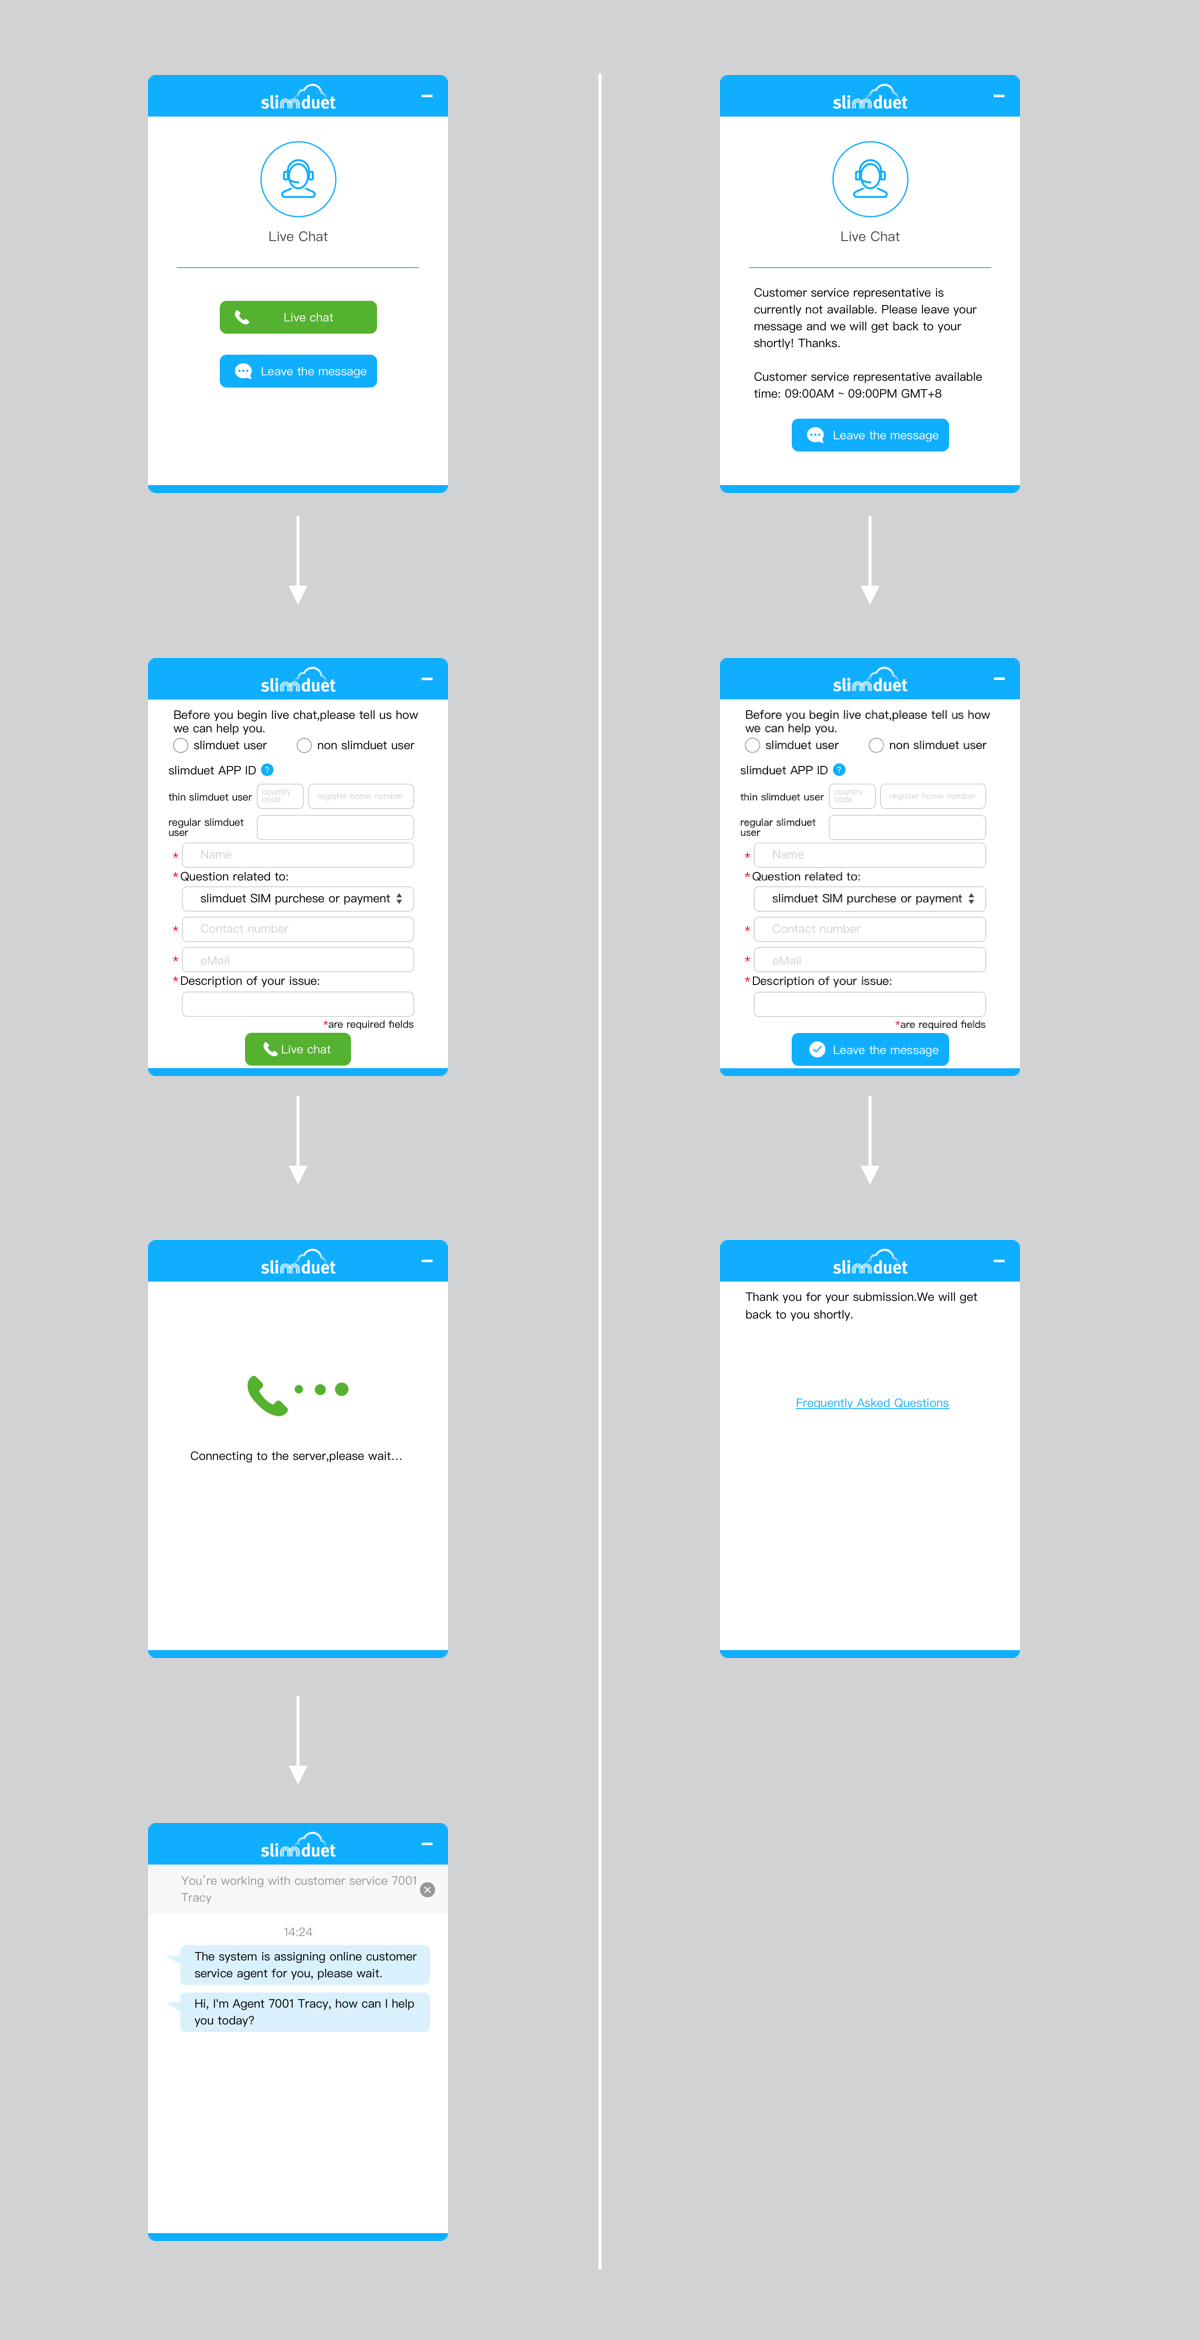 slimduet
Live Chat
Live chat
Leave the message
slimduet
Before you begin live chat,please tell us how
we can help you.
slimduet user
non slimduet user
slimduet APP ID ?
thin slimduet user
country
code
register home number
regular slimduet
user
* Name
*Question related to:
slimduet SIM purchese or payment
* Contact number
* eMail
*Description of your issue:
*are required fields
Live chat
slimduet
Connecting to the server,please wait...
slimduet
You're working with customer service 7001
Tracy
14:24
The system is assigning online customer
service agent for you, please wait.
Hi, I'm Agent 7001 Tracy, how can I help
you today?
slimduet
Live Chat
Customer service representative is
currently not available. Please leave your
message and we will get back to your
shortly! Thanks.
Customer service representative available
time: 09:00AM ~ 09:00PM GMT+8
Leave the message
slimduet
Before you begin live chat,please tell us how
we can help you.
slimduet user
non slimduet user
slimduet APP ID ?
thin slimduet user
country
code
register home number
regular slimduet
user
* Name
*Question related to:
slimduet SIM purchese or payment
* Contact number
* eMail
*Description of your issue:
*are required fields
Leave the message
slimduet
Thank you for your submission.We will get
back to you shortly.
Frequently Asked Questions